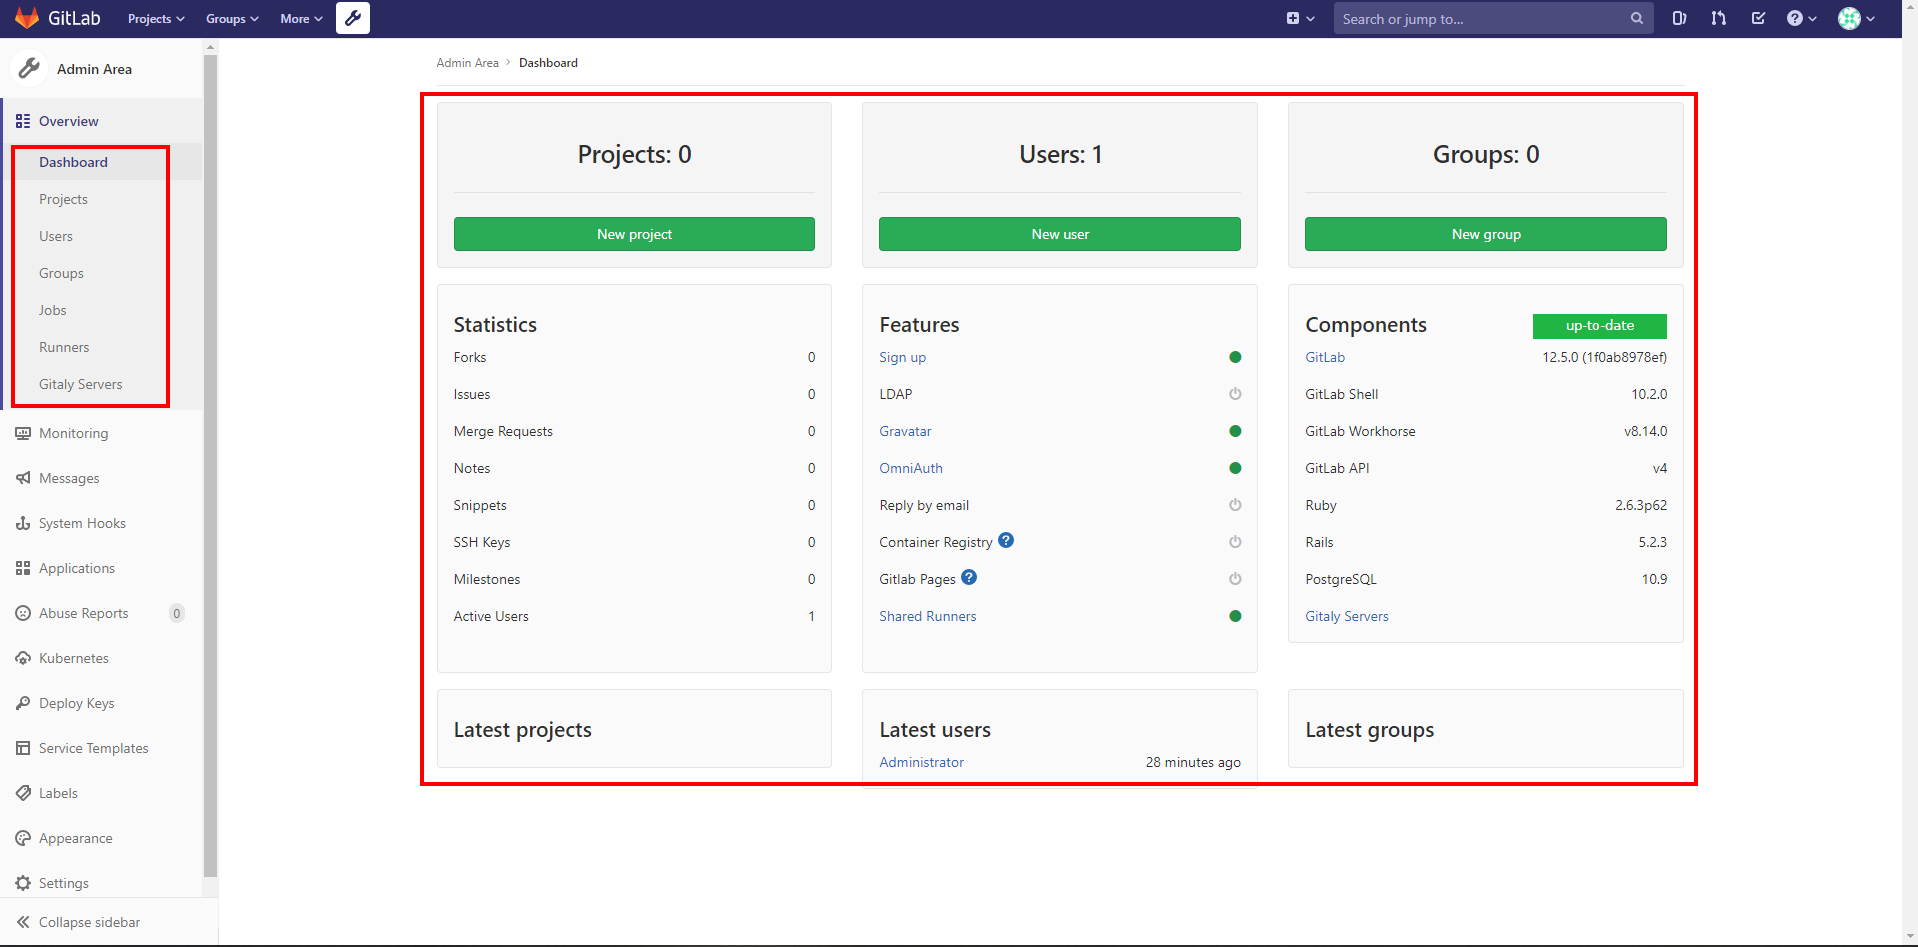 GitLab Projects Groups More Search or jump to...
Admin Area
Overview
Dashboard
Projects
Users
Groups
Jobs
Runners
Gitaly Servers
Monitoring
Messages
System Hooks
Applications
Abuse Reports 0
Kubernetes
Deploy Keys
Service Templates
Labels
Appearance
Settings
Collapse sidebar
Admin Area > Dashboard
Projects: 0
New project
Users: 1
New user
Groups: 0
New group
Statistics
Forks 0
Issues 0
Merge Requests 0
Notes 0
Snippets 0
SSH Keys 0
Milestones 0
Active Users 1
Features
Sign up
LDAP
Gravatar
OmniAuth
Reply by email
Container Registry ?
Gitlab Pages ?
Shared Runners
Components up-to-date
GitLab 12.5.0 (1f0ab8978ef)
GitLab Shell 10.2.0
GitLab Workhorse v8.14.0
GitLab API v4
Ruby 2.6.3p62
Rails 5.2.3
PostgreSQL 10.9
Gitaly Servers
Latest projects
Latest users
Administrator 28 minutes ago
Latest groups